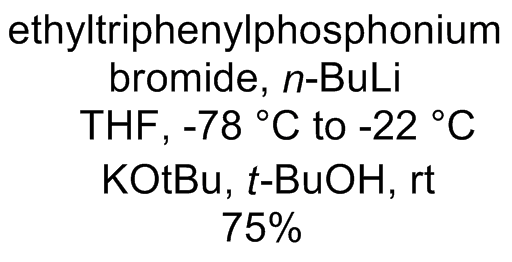 ethyltriphenylphosphonium
bromide, n-BuLi
THF, -78 °C to -22 °C
KOtBu, t-BuOH, rt
75%